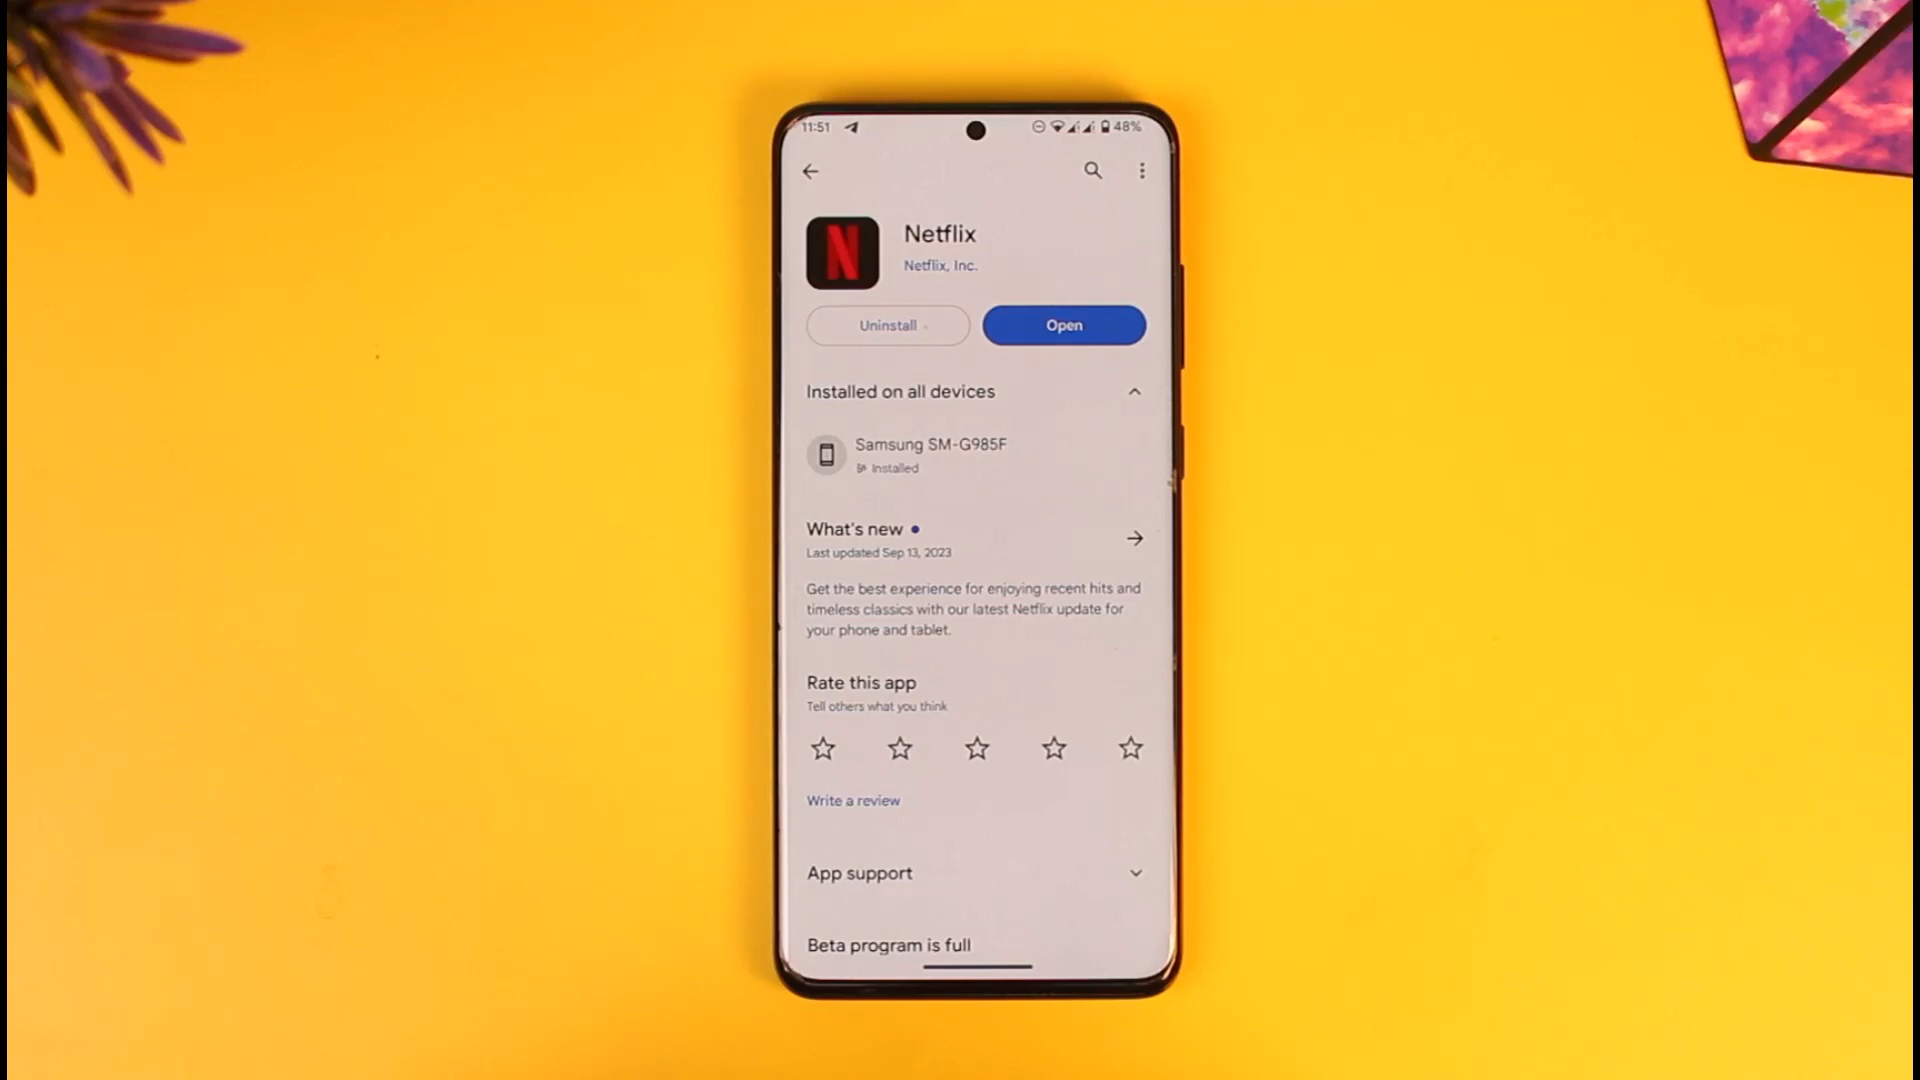 11:51 48%
N
Netflix
Netflix, Inc.
Uninstall
Open
Installed on all devices
Samsung SM-G985F
Installed
What's new
Last updated Sep 13, 2023
Get the best experience for enjoying recent hits and
timeless classics with our latest Netflix update for
your phone and tablet.
Rate this app
Tell others what you think
Write a review
App support
Beta program is full